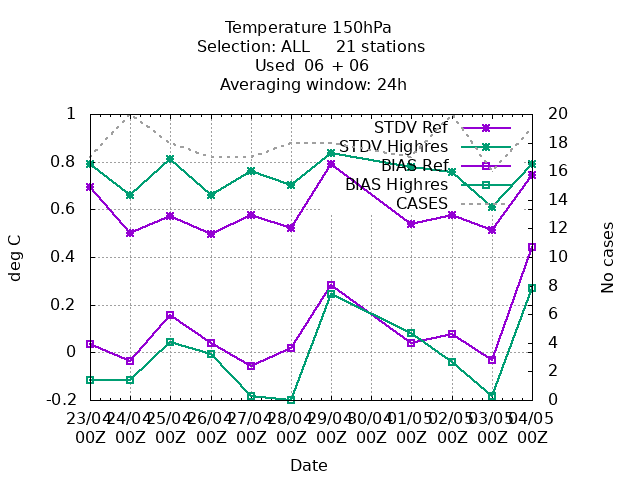 Temperature 150hPa
Selection: ALL 21 stations
Used 06 + 06
Averaging window: 24h
STDV Ref
STDV Highres
BIAS Ref
BIAS Highres
CASES
1
0.8
0.6
0.4
0.2
0
-0.2
deg C
20
18
16
14
12
10
8
6
4
2
0
No cases
23/04 24/04 25/04 26/04 27/04 28/04 29/04 30/04 01/05 02/05 03/05 04/05
00Z 00Z 00Z 00Z 00Z 00Z 00Z 00Z 00Z 00Z 00Z 00Z
Date